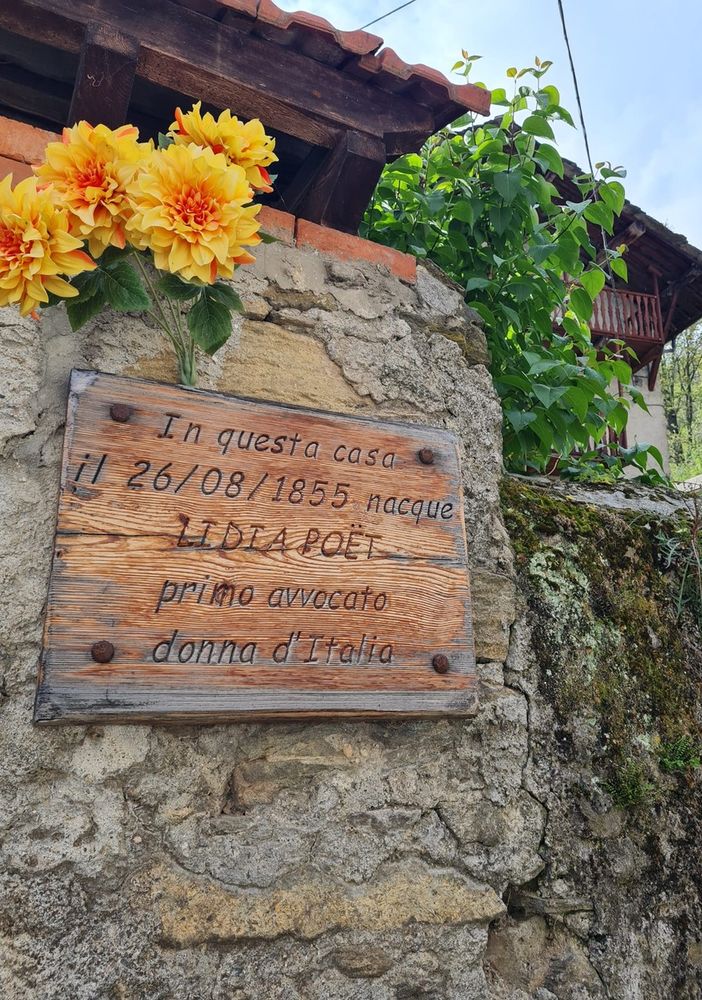 In questa casa
il 26/08/1855 nacque
LIDIA POËT
primo avvocato
donna d'Italia